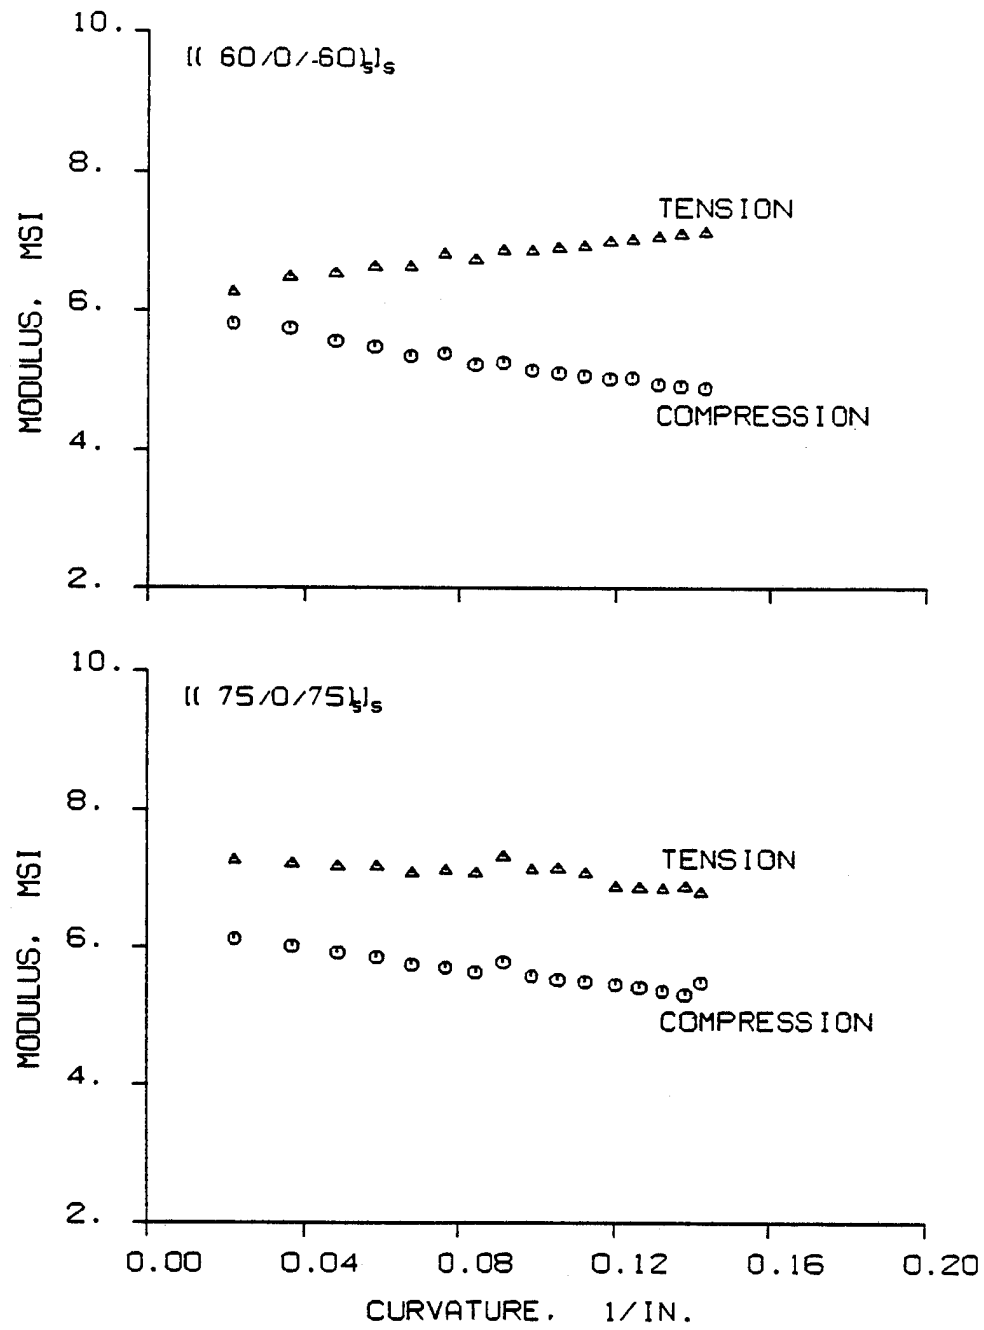 10.
[( 60/0/-60)s]s
8.
TENSION
6.
COMPRESSION
4.
2.
MODULUS, MSI
10.
[( 75/0/75)s]s
8.
TENSION
6.
COMPRESSION
4.
2.
MODULUS, MSI
0.00 0.04 0.08 0.12 0.16 0.20
CURVATURE, 1/IN.